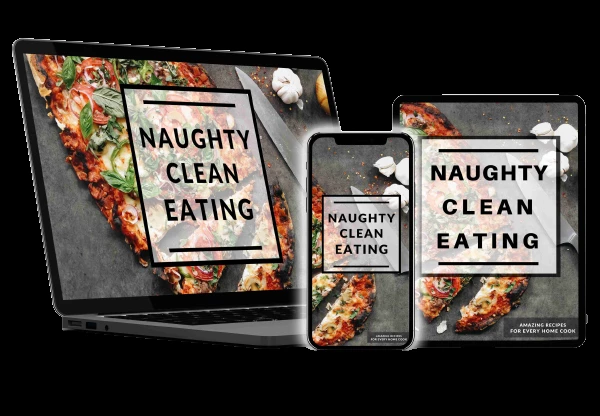 NAUGHTY
CLEAN
EATING
NAUGHTY
CLEAN
EATING
AMAZING RECIPES
FOR EVERY HOME COOK
NAUGHTY
CLEAN
EATING
AMAZING RECIPES
FOR EVERY HOME COOK